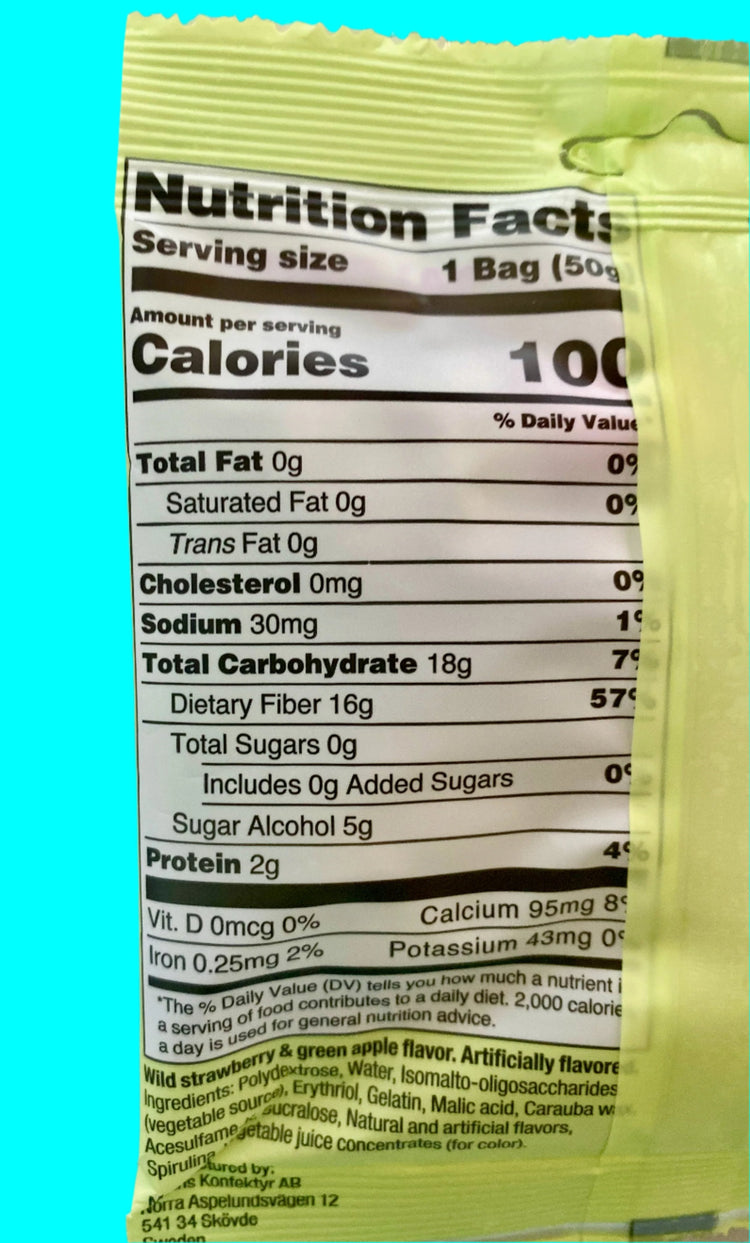 Nutrition Facts
Serving size 1 Bag (50g
Amount per serving
Calories 100
% Daily Value
Total Fat 0g 0%
Saturated Fat 0g 0%
Trans Fat 0g
Cholesterol 0mg 0%
Sodium 30mg 1%
Total Carbohydrate 18g 7%
Dietary Fiber 16g 57%
Total Sugars 0g
Includes 0g Added Sugars 0%
Sugar Alcohol 5g
Protein 2g 4%
Vit. D 0mcg 0% Calcium 95mg 8%
Iron 0.25mg 2% Potassium 43mg 0%
*The % Daily Value (DV) tells you how much a nutrient
a serving of food contributes to a daily diet. 2,000 calorie
a day is used for general nutrition advice.
Wild strawberry & green apple flavor. Artificially flavore
Ingredients: Polydextrose, Water, Isomalto-oligosaccharides
(vegetable source), Erythriol, Gelatin, Malic acid, Carauba
Acesulfame sucralose, Natural and artificial flavors,
Spirulina juice concentrates (for color).
by:
Konfektyr AB
Norra Aspelundsvägen 12
541 34 Skövde
Sweden